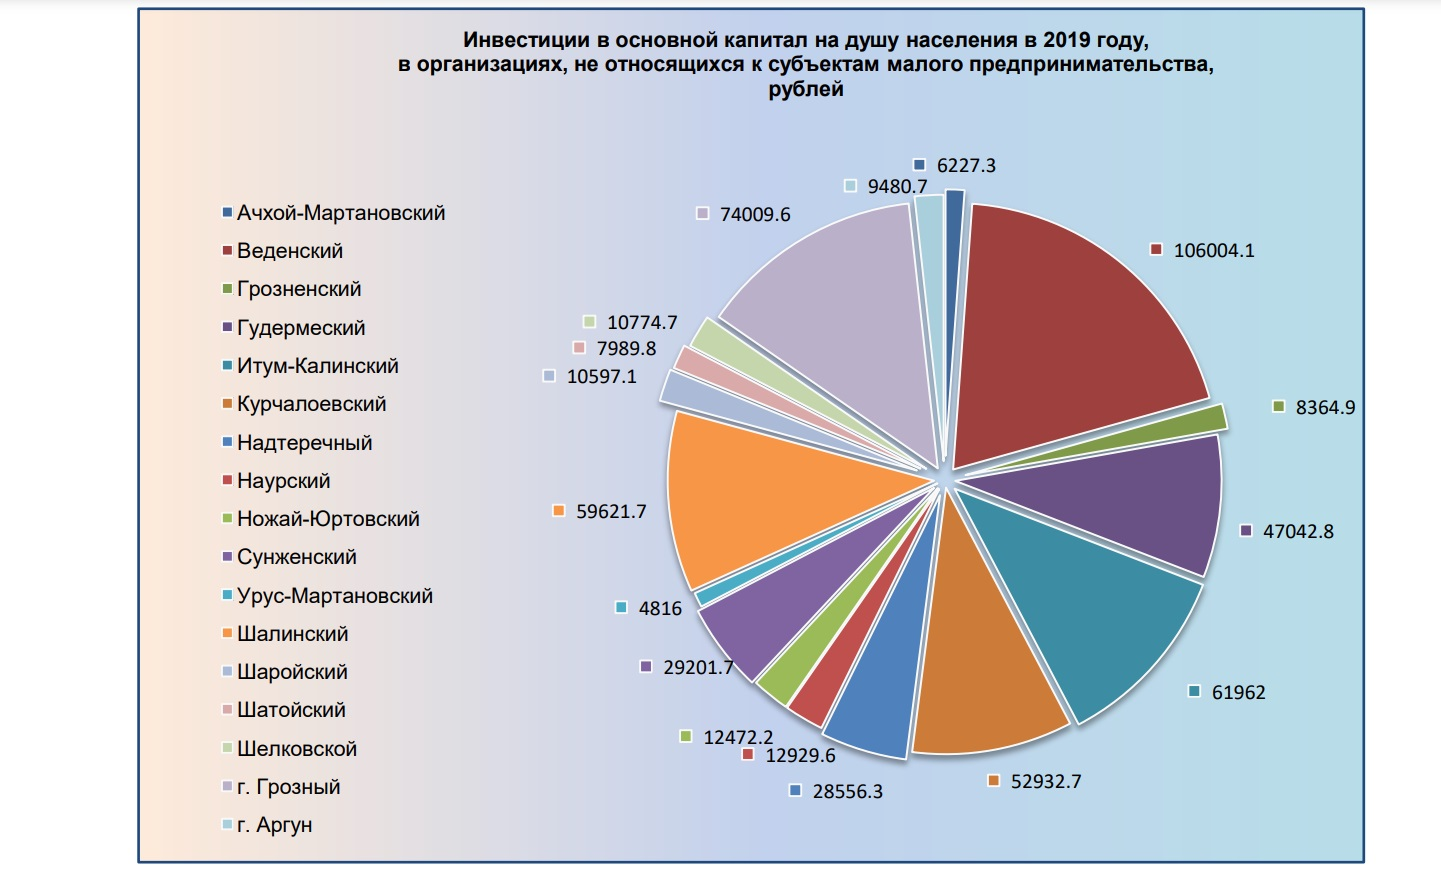 Инвестиции в основной капитал на душу населения в 2019 году,
в организациях, не относящихся к субъектам малого предпринимательства,
рублей
Ачхой-Мартановский
Веденский
Грозненский
Гудермеский
Итум-Калинский
Курчалоевский
Надтеречный
Наурский
Ножай-Юртовский
Сунженский
Урус-Мартановский
Шалинский
Шаройский
Шатойский
Шелковской
г. Грозный
г. Аргун
6227.3
106004.1
8364.9
47042.8
61962
52932.7
28556.3
12929.6
12472.2
29201.7
4816
59621.7
10597.1
7989.8
10774.7
74009.6
9480.7